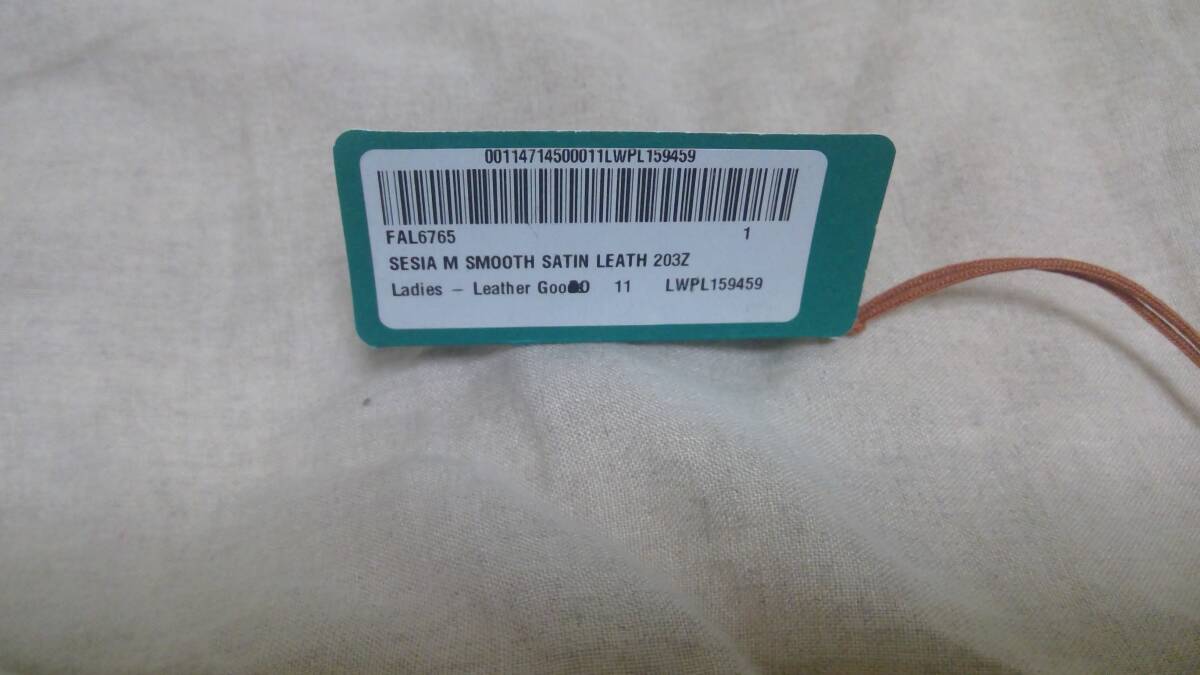 00114714500011LWPL159459
FAL6765 1
SESIA M SMOOTH SATIN LEATH 203Z
Ladies – Leather 11 LWPL159459